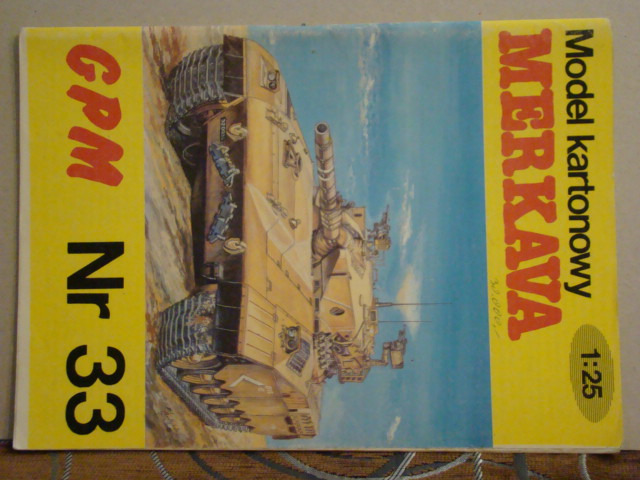 Model kartonowy
MERKAVA
1:25
GPM Nr 33